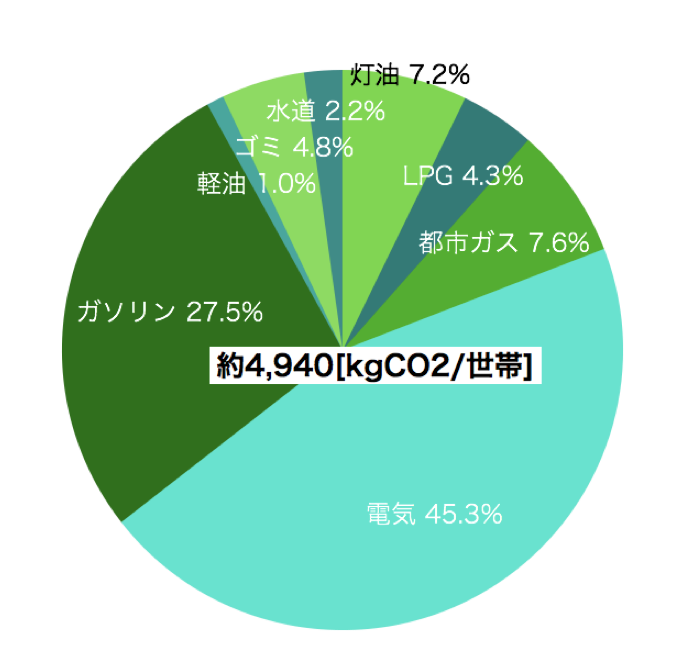 灯油 7.2%
水道 2.2%
ゴミ 4.8%
LPG 4.3%
軽油 1.0%
都市ガス 7.6%
ガソリン 27.5%
約4,940[kgCO2/世帯]
電気 45.3%